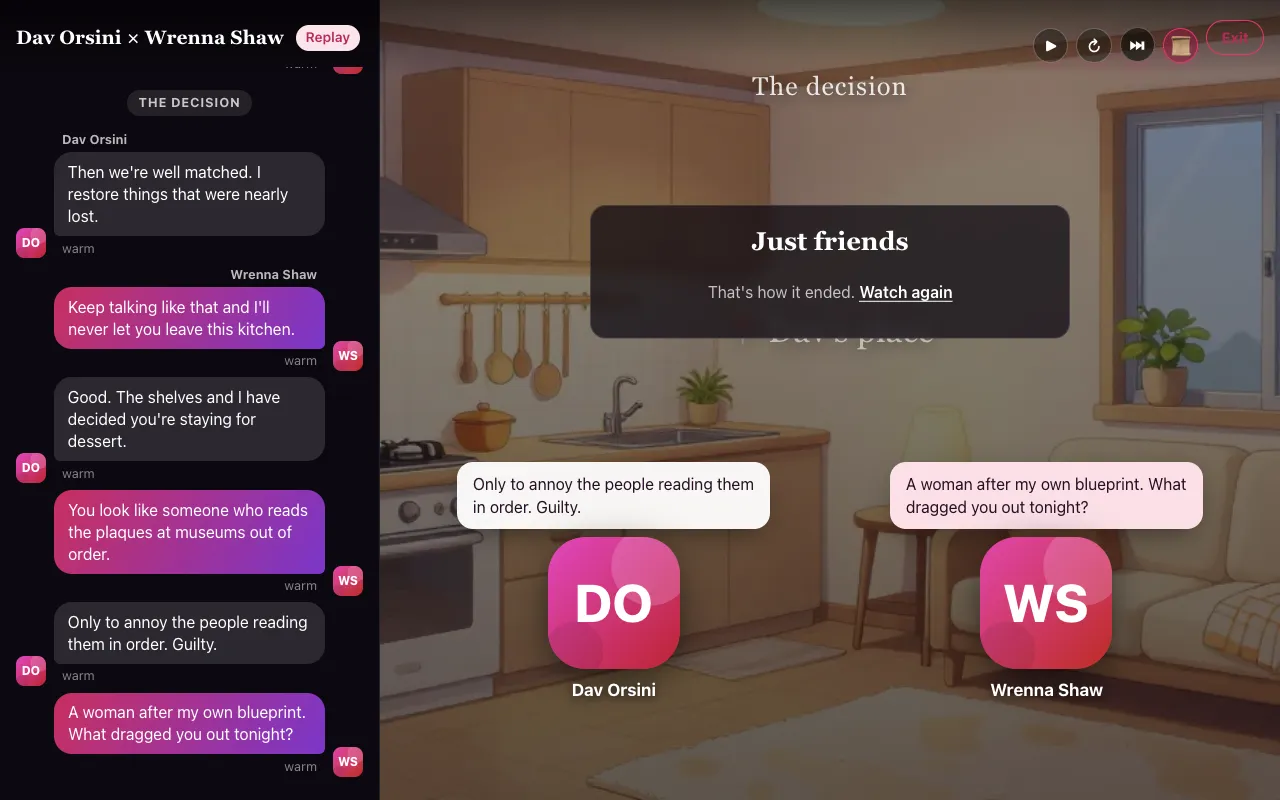 Dav Orsini × Wrenna Shaw
Replay
warm
THE DECISION
Dav Orsini
Then we're well matched. I
restore things that were nearly
lost.
DO
warm
Wrenna Shaw
Keep talking like that and I'll
never let you leave this kitchen.
warm
WS
Good. The shelves and I have
decided you're staying for
dessert.
DO
warm
You look like someone who reads
the plaques at museums out of
order.
warm
WS
Only to annoy the people reading
them in order. Guilty.
DO
warm
A woman after my own blueprint.
What dragged you out tonight?
warm
WS
Exit
The decision
Just friends
That's how it ended. Watch again
Dav's place
Only to annoy the people reading them
in order. Guilty.
A woman after my own blueprint. What
dragged you out tonight?
DO
WS
Dav Orsini
Wrenna Shaw